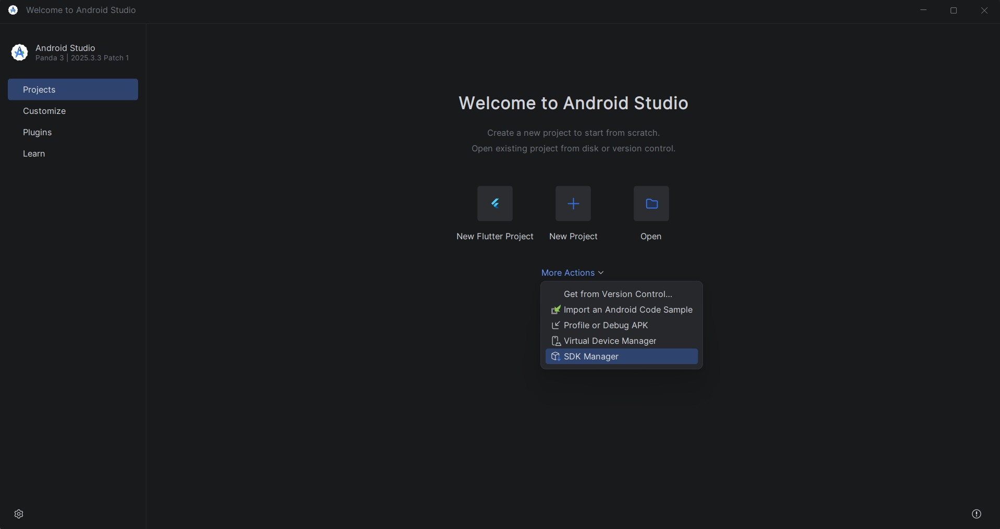 Welcome to Android Studio
Android Studio
Panda 3 | 2025.3.3 Patch 1
Projects
Customize
Plugins
Learn
Welcome to Android Studio
Create a new project to start from scratch.
Open existing project from disk or version control.
New Flutter Project
New Project
Open
More Actions
Get from Version Control...
Import an Android Code Sample
Profile or Debug APK
Virtual Device Manager
SDK Manager